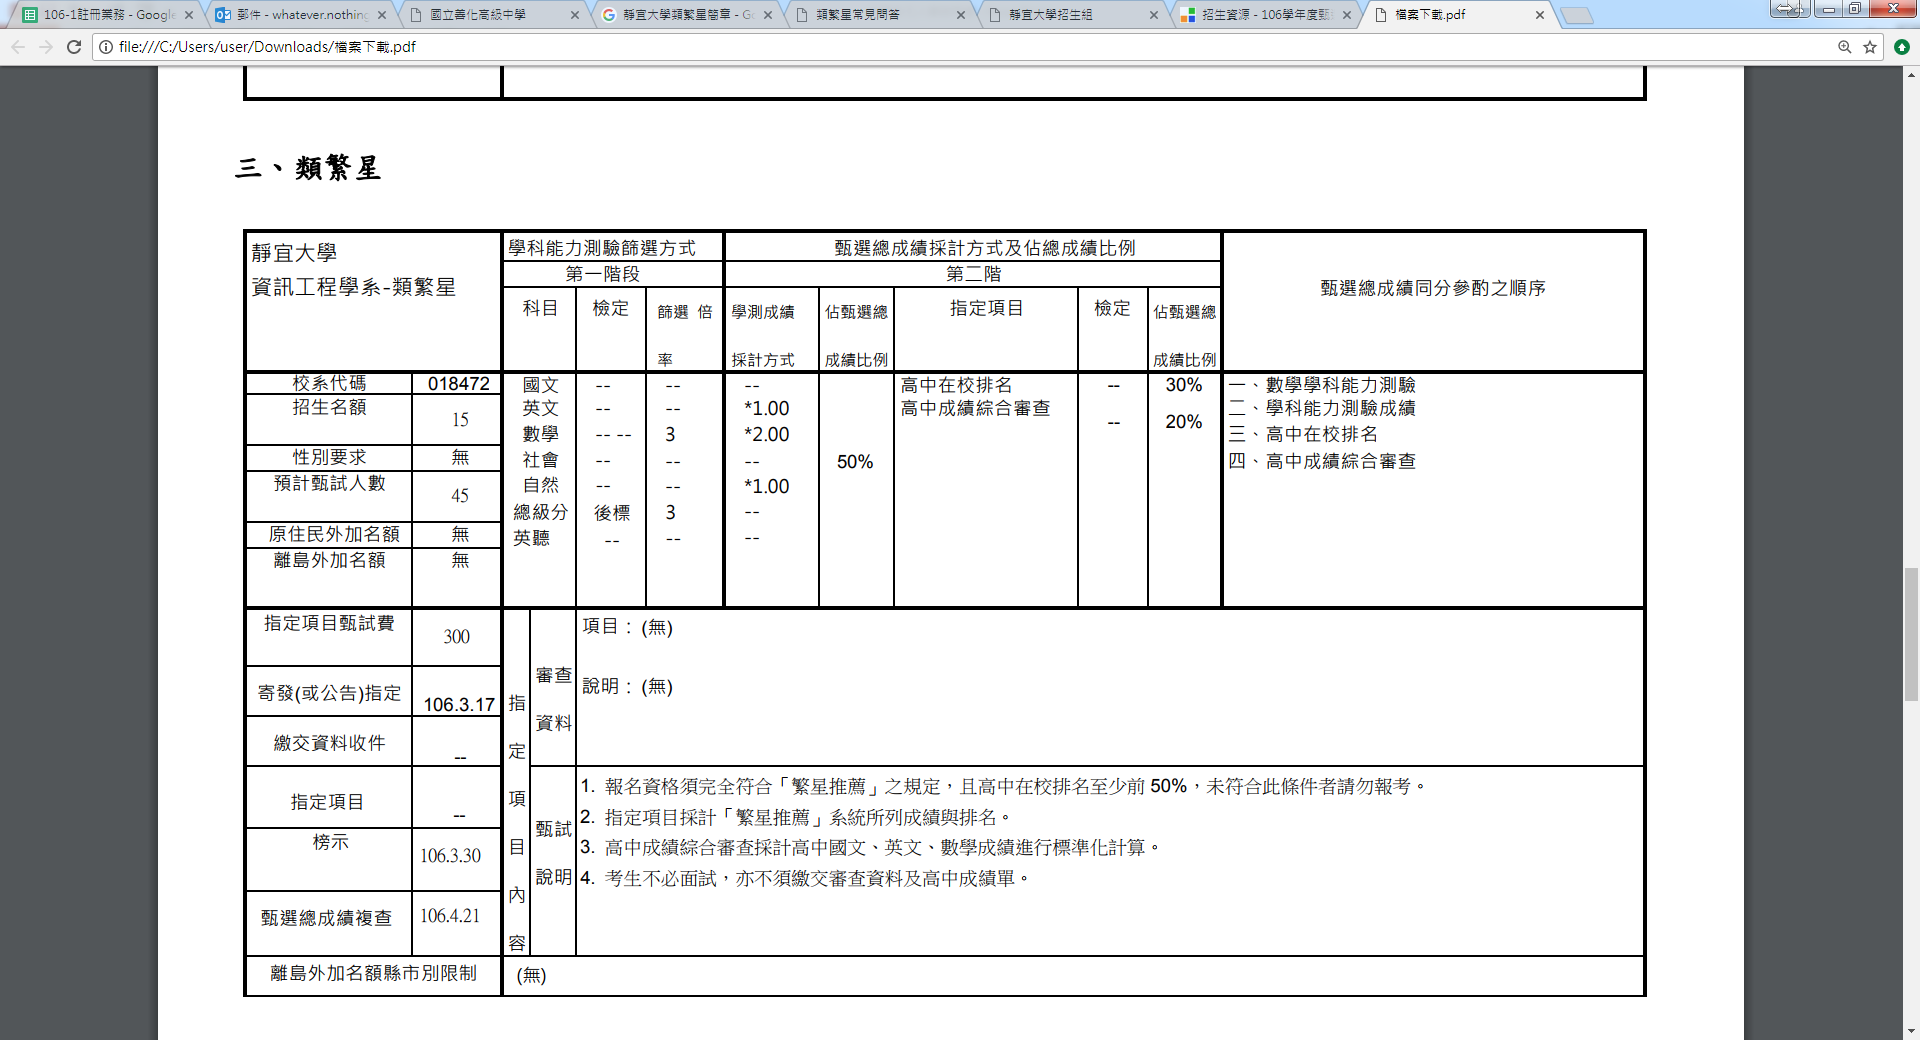 106-1註冊業務 - Google
郵件 - whatever.nothing
國立善化高級中學
靜宜大學類繁星簡章 - Go
類繁星常見問答
靜宜大學招生組
招生資源 - 106學年度甄
檔案下載.pdf
file:///C:/Users/user/Downloads/檔案下載.pdf
三、類繁星
靜宜大學
資訊工程學系-類繁星
學科能力測驗篩選方式
甄選總成績採計方式及佔總成績比例
甄選總成績同分參酌之順序
第一階段
第二階
科目
檢定
篩選 倍
率
學測成績
採計方式
佔甄選總
成績比例
指定項目
檢定
佔甄選總
成績比例
校系代碼 018472
招生名額 15
性別要求 無
預計甄試人數 45
原住民外加名額 無
離島外加名額 無
國文 -- -- --
英文 -- -- *1.00
數學 -- -- 3 *2.00
社會 -- -- --
自然 -- -- *1.00
總級分 後標 3 --
英聽 -- -- --
50%
高中在校排名 -- 30%
高中成績綜合審查 -- 20%
一、數學學科能力測驗
二、學科能力測驗成績
三、高中在校排名
四、高中成績綜合審查
指定項目甄試費 300
寄發(或公告)指定 106.3.17
繳交資料收件 --
指定項目 --
榜示 106.3.30
甄選總成績複查 106.4.21
指
定
項
目
內
容
審查
資料
項目：(無)
說明：(無)
甄試
說明
1. 報名資格須完全符合「繁星推薦」之規定，且高中在校排名至少前 50%，未符合此條件者請勿報考。
2. 指定項目採計「繁星推薦」系統所列成績與排名。
3. 高中成績綜合審查採計高中國文、英文、數學成績進行標準化計算。
4. 考生不必面試，亦不須繳交審查資料及高中成績單。
離島外加名額縣市別限制 (無)